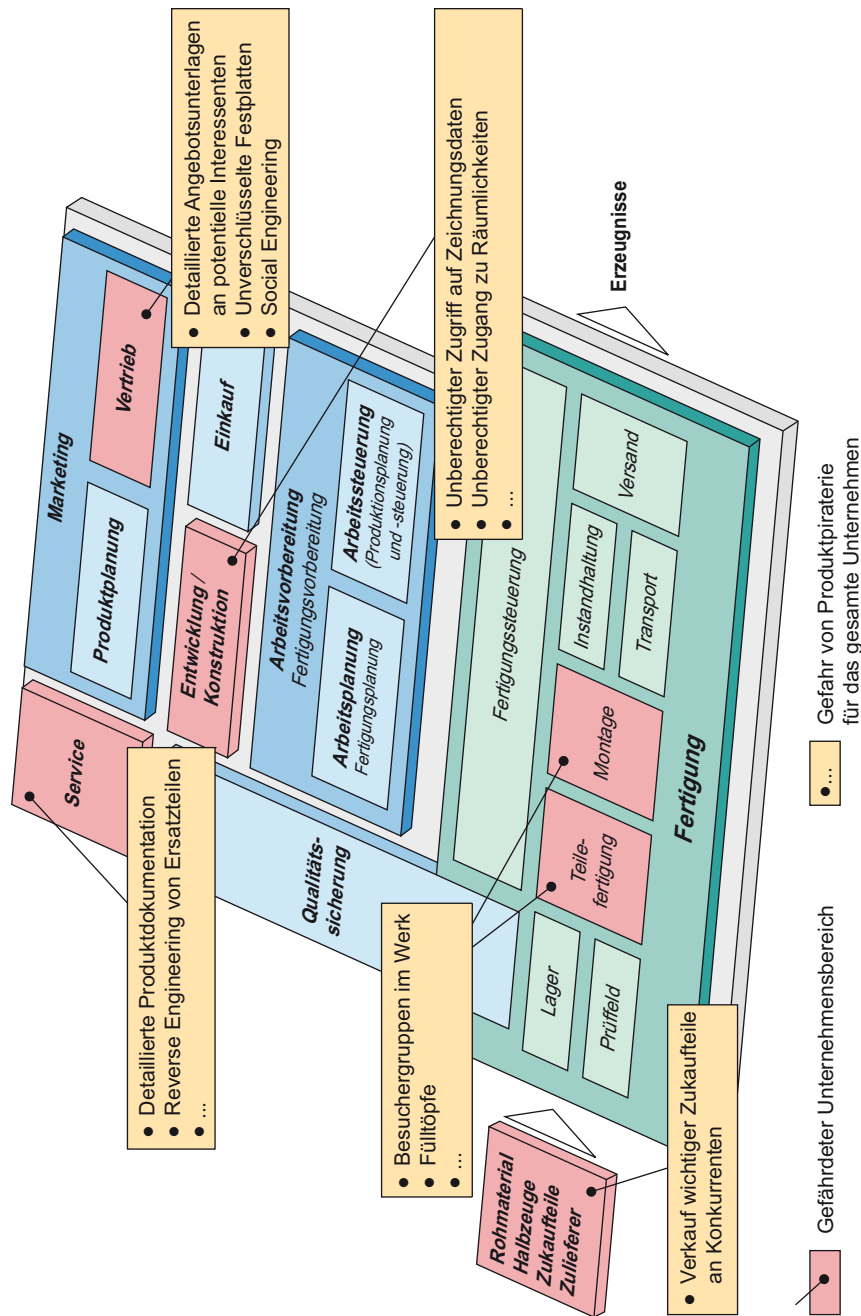 Service
Marketing
Produktplanung
Vertrieb
● Detaillierte Angebotsunterlagen
an potentielle Interessenten
● Unverschlüsselte Festplatten
● Social Engineering
● Detaillierte Produktdokumentation
● Reverse Engineering von Ersatzteilen
● ...
Entwicklung /
Konstruktion
Einkauf
Qualitäts-
sicherung
Arbeitsvorbereitung
Fertigungsvorbereitung
Arbeitsplanung
Fertigungsplanung
Arbeitssteuerung
(Produktionsplanung
und -steuerung)
● Unberechtigter Zugriff auf Zeichnungsdaten
● Unberechtigter Zugang zu Räumlichkeiten
● ...
● Besuchergruppen im Werk
● Fülltöpfe
● ...
Fertigungssteuerung
Lager
Prüffeld
Teile-
fertigung
Montage
Instandhaltung
Transport
Versand
Fertigung
Erzeugnisse
Rohmaterial
Halbzeuge
Zukaufteile
Zulieferer
● Verkauf wichtiger Zukaufteile
an Konkurrenten
Gefährdeter Unternehmensbereich
●...
Gefahr von Produktpiraterie
für das gesamte Unternehmen